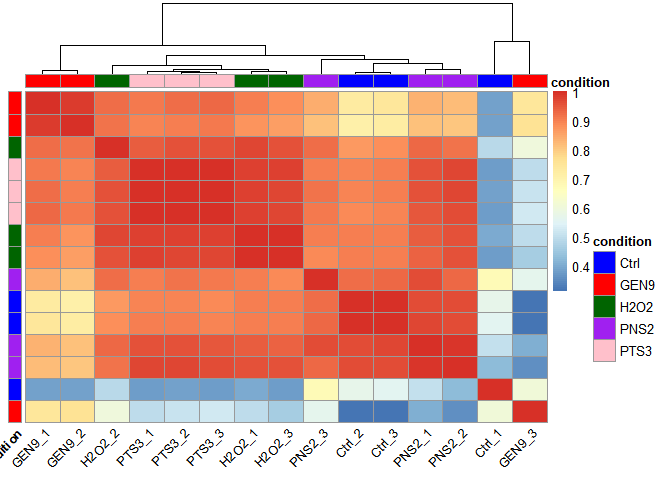 condition
1
0.9
0.8
0.7
0.6
0.5
0.4
condition
Ctrl
GEN9
H2O2
PNS2
PTS3
dition
GEN9_1
GEN9_2
H2O2_2
PTS3_1
PTS3_2
PTS3_3
H2O2_1
H2O2_3
PNS2_3
Ctrl_2
Ctrl_3
PNS2_1
PNS2_2
Ctrl_1
GEN9_3